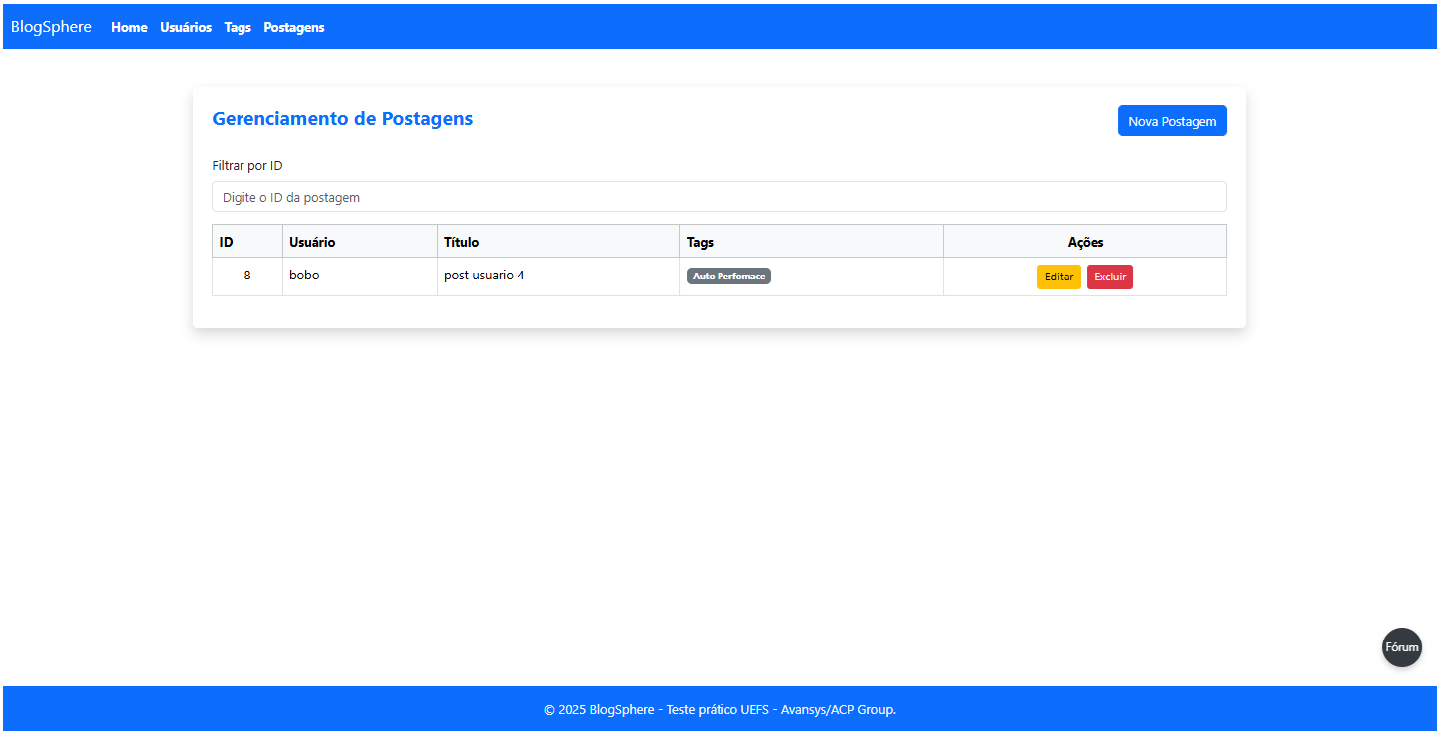 BlogSphere Home Usuários Tags Postagens
Gerenciamento de Postagens
Nova Postagem
Filtrar por ID
Digite o ID da postagem
ID Usuário Título Tags Ações
8 bobo post usuario 4 Auto Perfomace Editar Excluir
Fórum
© 2025 BlogSphere - Teste prático UEFS - Avansys/ACP Group.